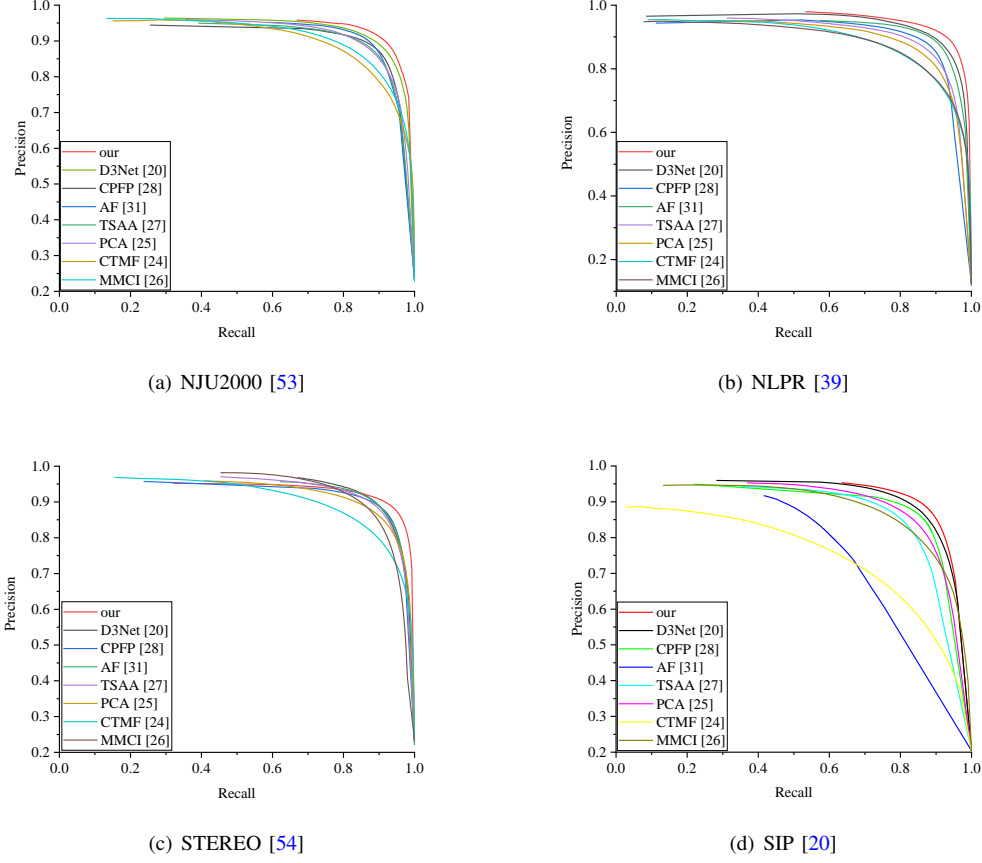 1.0
0.9
0.8
0.7
0.6
0.5
0.4
0.3
0.2
Precision
our
D3Net [20]
CPFP [28]
AF [31]
TSAA [27]
PCA [25]
CTMF [24]
MMCI [26]
0.0 0.2 0.4 0.6 0.8 1.0
Recall
(a) NJU2000 [53]
1.0
0.8
0.6
0.4
0.2
Precision
our
D3Net [20]
CPFP [28]
AF [31]
TSAA [27]
PCA [25]
CTMF [24]
MMCI [26]
0.0 0.2 0.4 0.6 0.8 1.0
Recall
(b) NLPR [39]
1.0
0.9
0.8
0.7
0.6
0.5
0.4
0.3
0.2
Precision
our
D3Net [20]
CPFP [28]
AF [31]
TSAA [27]
PCA [25]
CTMF [24]
MMCI [26]
0.0 0.2 0.4 0.6 0.8 1.0
Recall
(c) STEREO [54]
1.0
0.9
0.8
0.7
0.6
0.5
0.4
0.3
0.2
Precision
our
D3Net [20]
CPFP [28]
AF [31]
TSAA [27]
PCA [25]
CTMF [24]
MMCI [26]
0.0 0.2 0.4 0.6 0.8 1.0
Recall
(d) SIP [20]